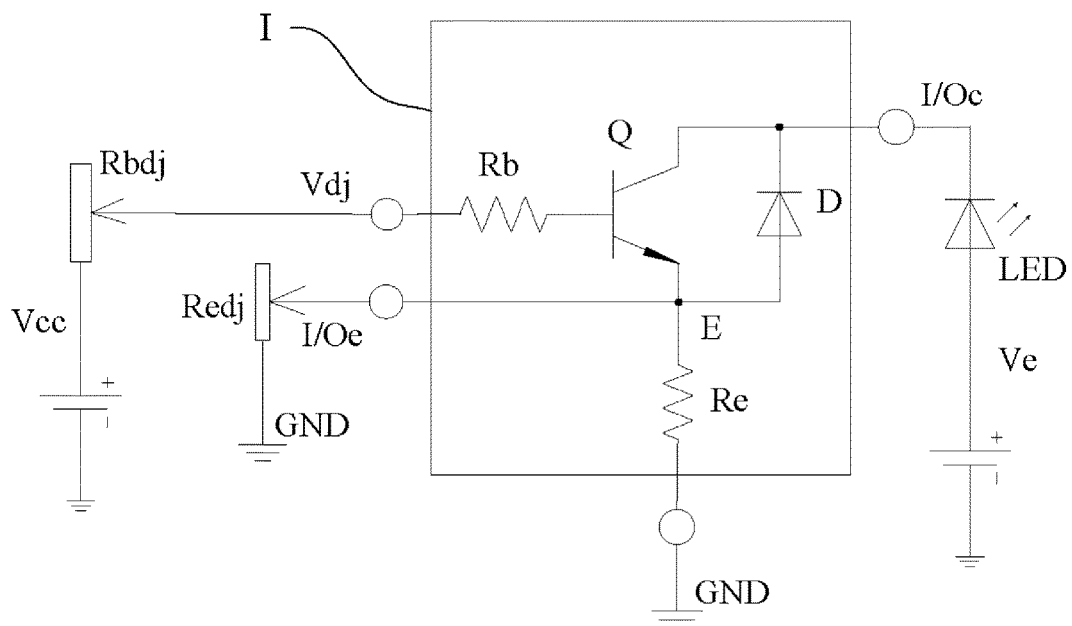 I
I/Oc
Q
Rbdj
Vdj
Rb
D
LED
Redj
I/Oe
E
Vcc
+
-
Ve
Re
GND
+
-
GND